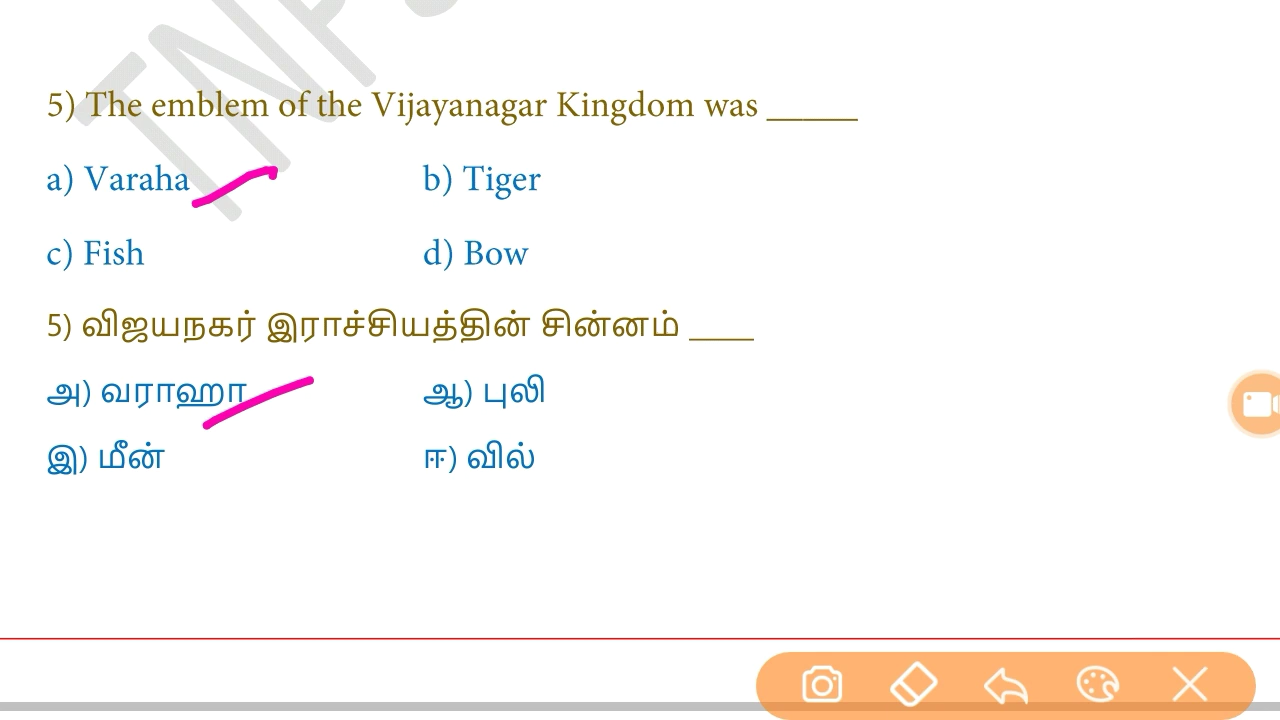 TNPS
5) The emblem of the Vijayanagar Kingdom was _____
a) Varaha b) Tiger
c) Fish d) Bow
5) விஜயநகர் இராச்சியத்தின் சின்னம் ____
அ) வராஹா ஆ) புலி
இ) மீன் ஈ) வில்